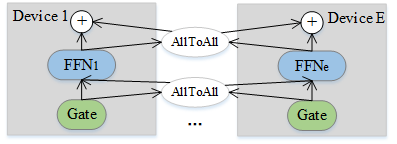 Device 1 + AllToAll + Device E
FFN1 FFNe
AllToAll
Gate Gate
...